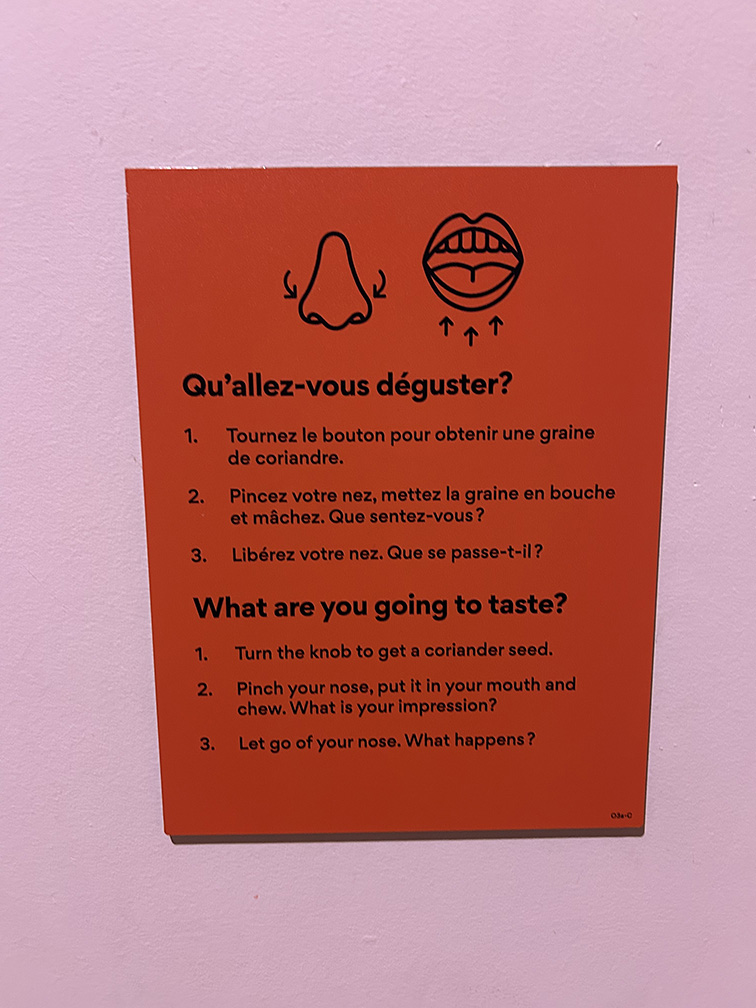 Qu'allez-vous déguster?
1. Tournez le bouton pour obtenir une graine
de coriandre.
2. Pincez votre nez, mettez la graine en bouche
et mâchez. Que sentez-vous ?
3. Libérez votre nez. Que se passe-t-il ?
What are you going to taste?
1. Turn the knob to get a coriander seed.
2. Pinch your nose, put it in your mouth and
chew. What is your impression?
3. Let go of your nose. What happens ?